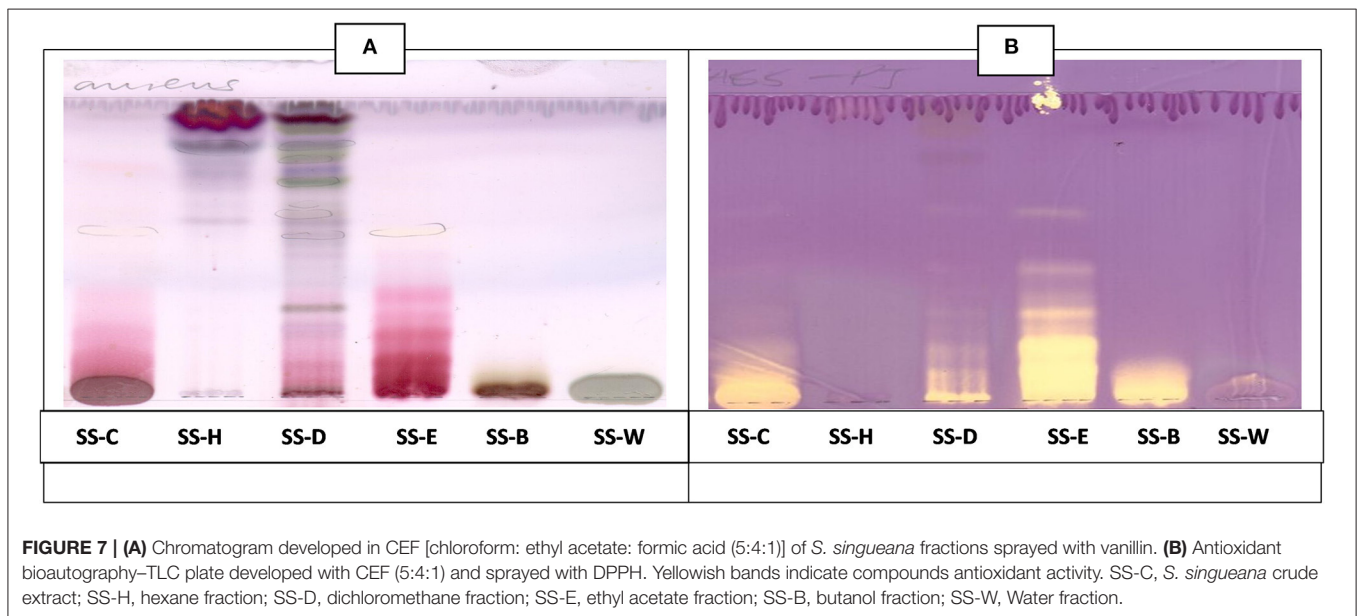 A
B
aureus
SS-C SS-H SS-D SS-E SS-B SS-W
SS-C SS-H SS-D SS-E SS-B SS-W
FIGURE 7 | (A) Chromatogram developed in CEF [chloroform: ethyl acetate: formic acid (5:4:1)] of S. singueana fractions sprayed with vanillin. (B) Antioxidant
bioautography–TLC plate developed with CEF (5:4:1) and sprayed with DPPH. Yellowish bands indicate compounds antioxidant activity. SS-C, S. singueana crude
extract; SS-H, hexane fraction; SS-D, dichloromethane fraction; SS-E, ethyl acetate fraction; SS-B, butanol fraction; SS-W, Water fraction.